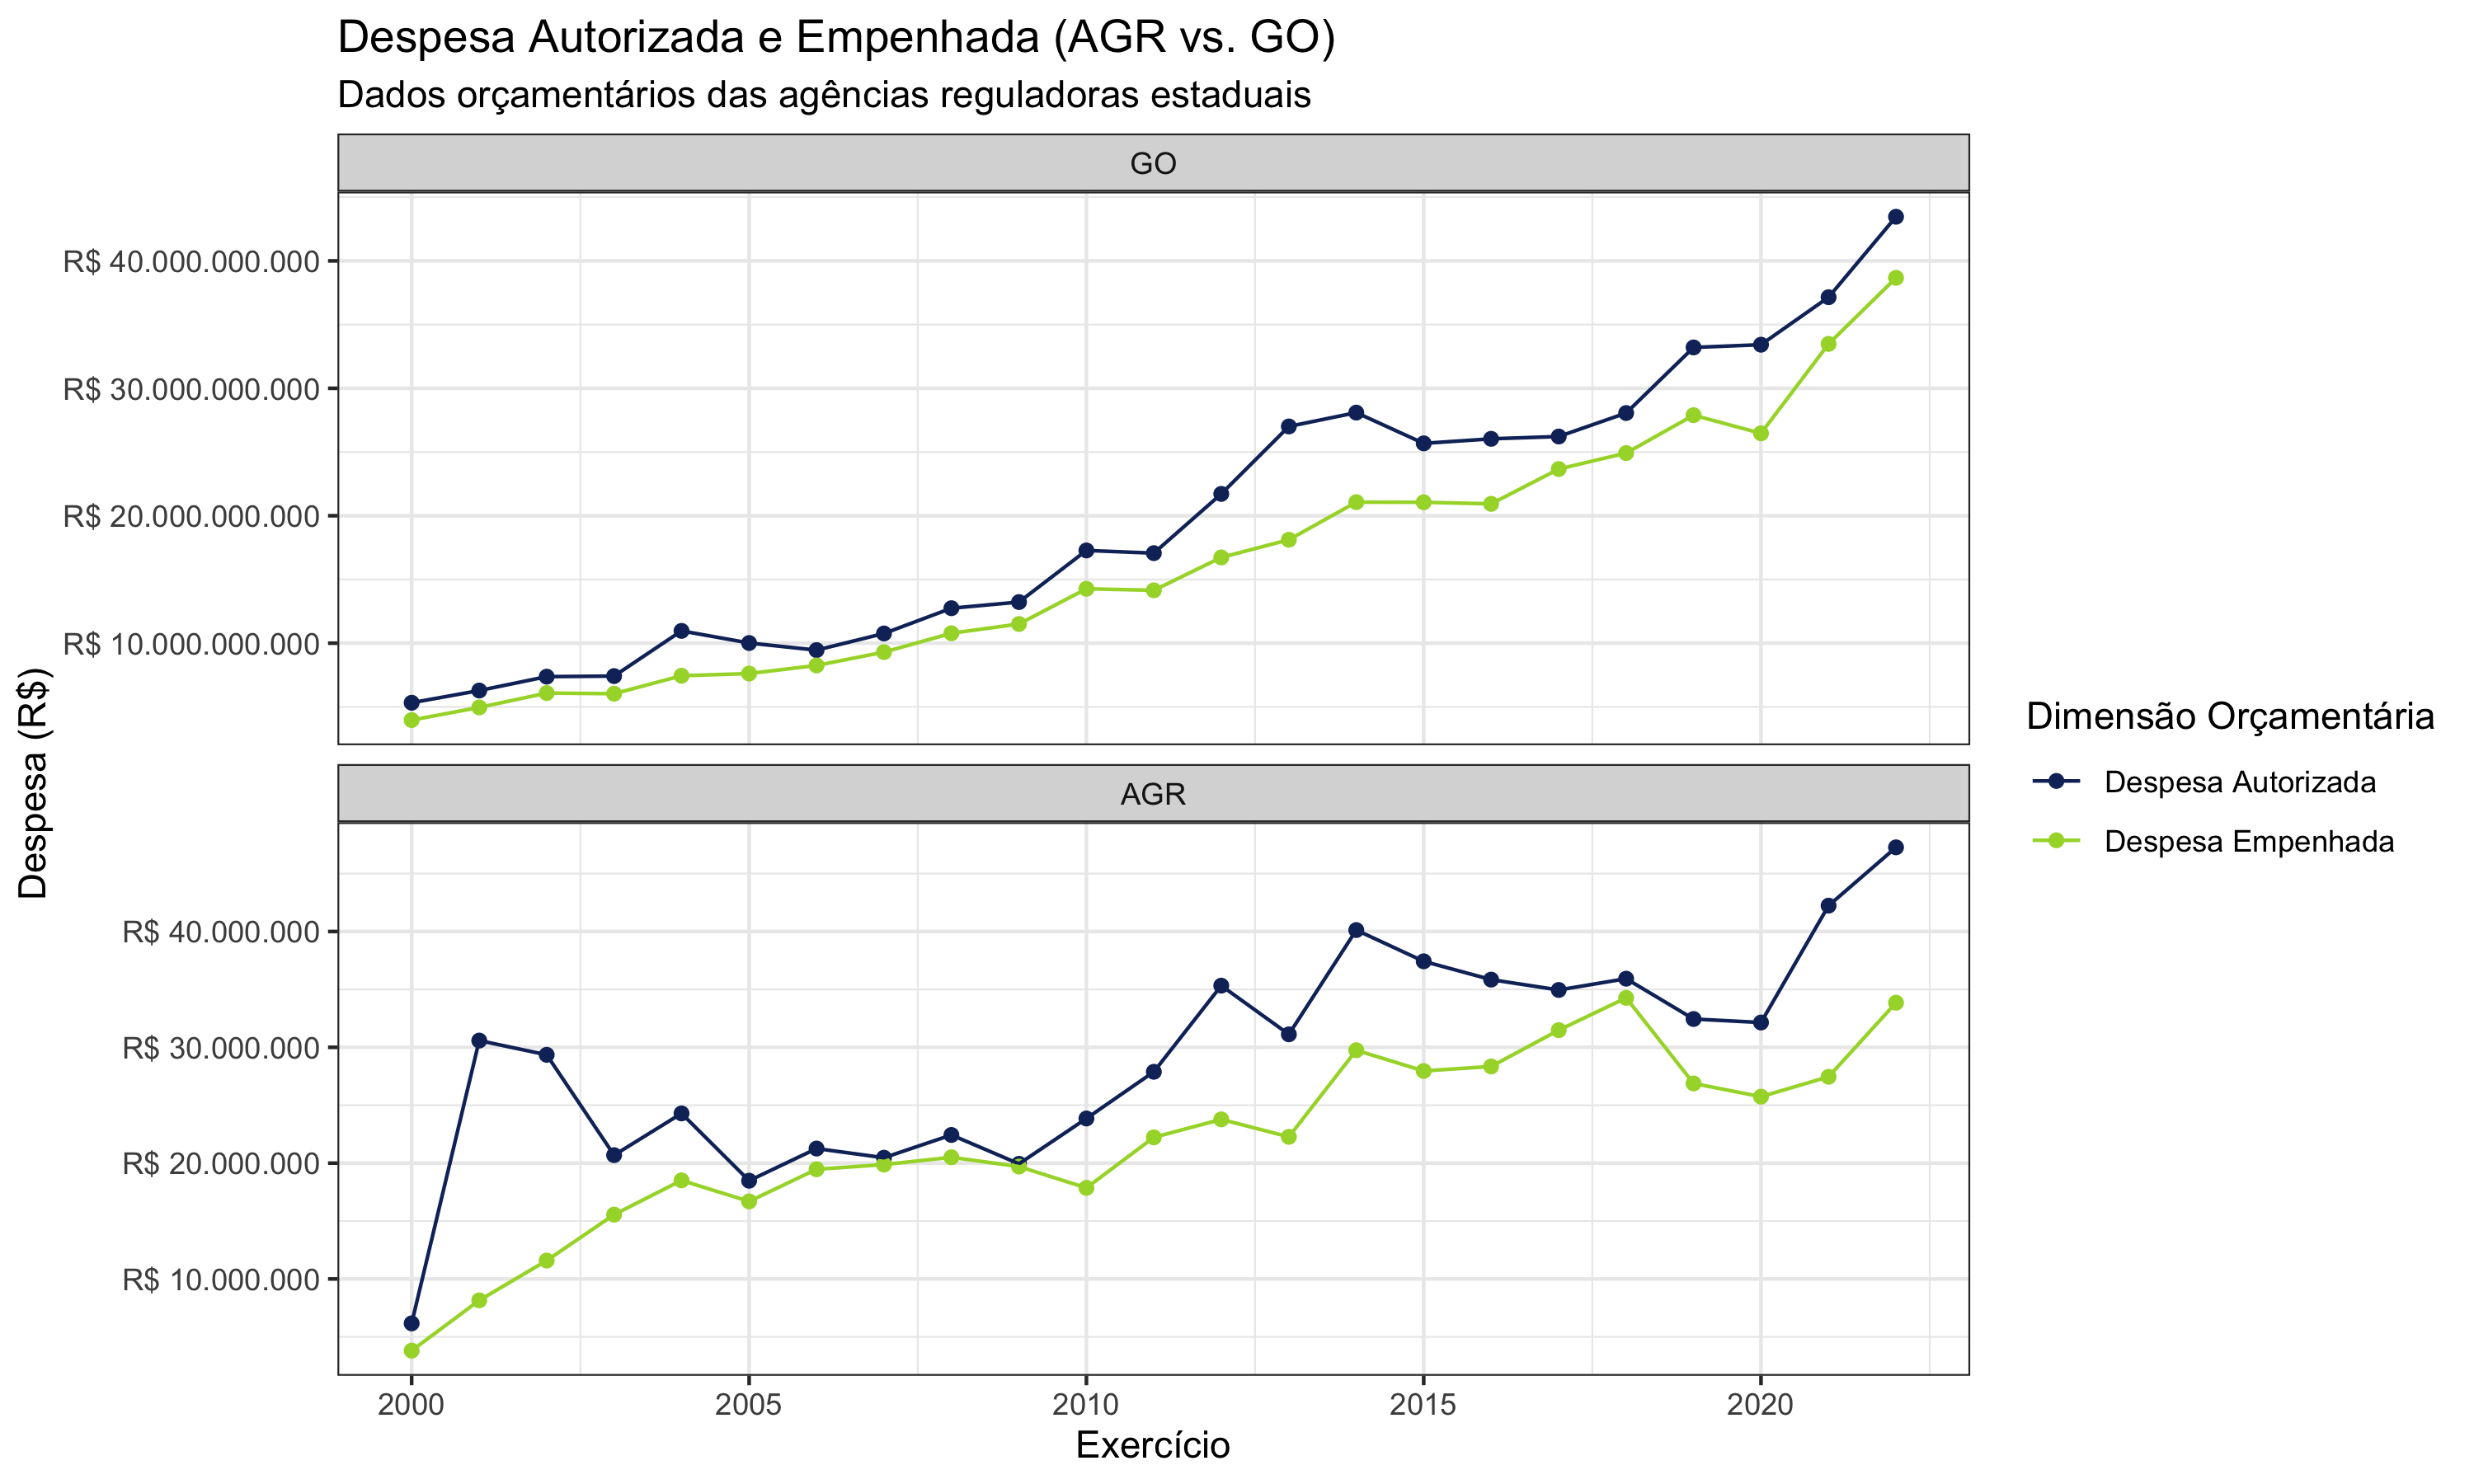 Despesa Autorizada e Empenhada (AGR vs. GO)
Dados orçamentários das agências reguladoras estaduais
GO
R$ 40.000.000.000
R$ 30.000.000.000
R$ 20.000.000.000
R$ 10.000.000.000
AGR
R$ 40.000.000
R$ 30.000.000
R$ 20.000.000
R$ 10.000.000
Despesa (R$)
2000 2005 2010 2015 2020
Exercício
Dimensão Orçamentária
Despesa Autorizada
Despesa Empenhada